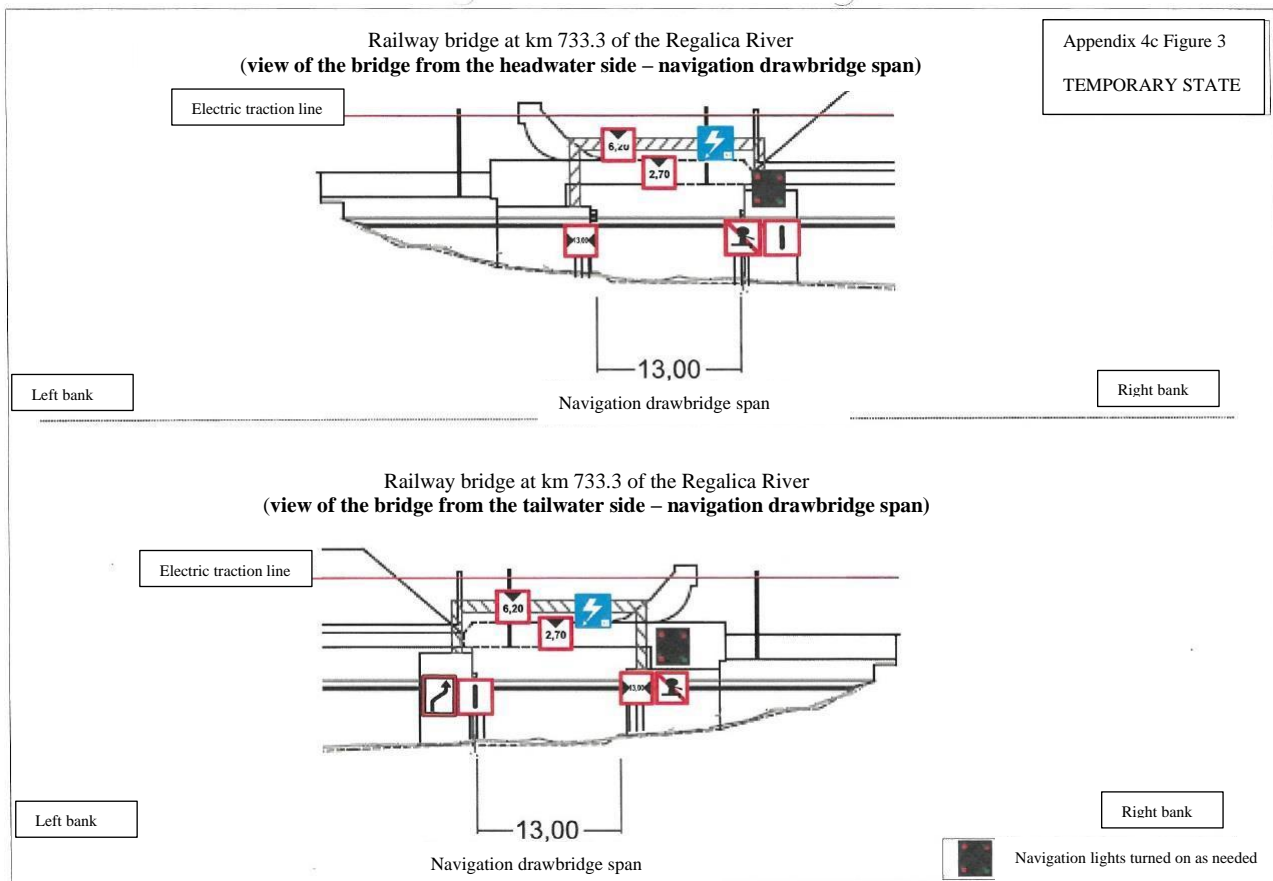 Railway bridge at km 733.3 of the Regalica River
(view of the bridge from the headwater side – navigation drawbridge span)
Appendix 4c Figure 3
TEMPORARY STATE
Electric traction line
6,20
2,70
13,00
13,00
Left bank
Navigation drawbridge span
Right bank
Railway bridge at km 733.3 of the Regalica River
(view of the bridge from the tailwater side – navigation drawbridge span)
Electric traction line
6,20
2,70
13,00
13,00
Left bank
Navigation drawbridge span
Right bank
Navigation lights turned on as needed